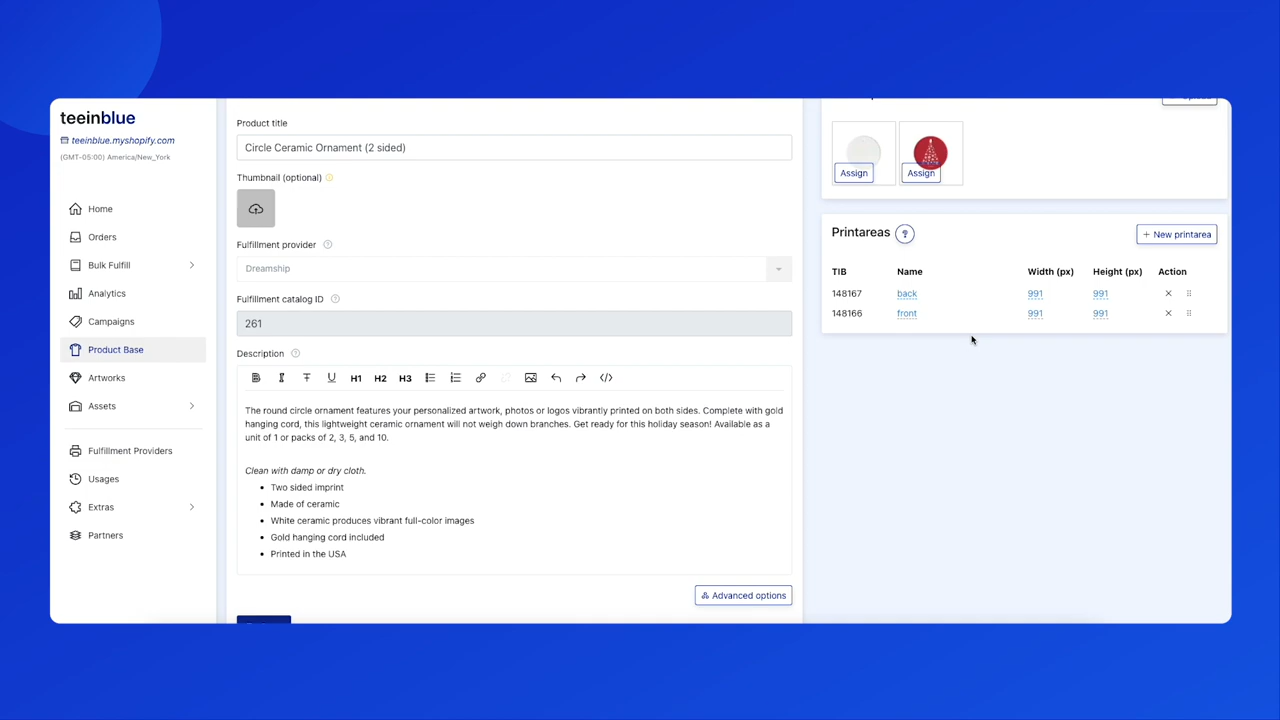 teeinblue
teeinblue.myshopify.com
(GMT-05:00) America/New_York
Home
Orders
Bulk Fulfill
Analytics
Campaigns
Product Base
Artworks
Assets
Fulfillment Providers
Usages
Extras
Partners
Product title
Circle Ceramic Ornament (2 sided)
Thumbnail (optional)
Fulfillment provider
Dreamship
Fulfillment catalog ID
261
Description
H1 H2 H3
The round circle ornament features your personalized artwork, photos or logos vibrantly printed on both sides. Complete with gold
hanging cord, this lightweight ceramic ornament will not weigh down branches. Get ready for this holiday season! Available as a
unit of 1 or packs of 2, 3, 5, and 10.
Clean with damp or dry cloth.
• Two sided imprint
• Made of ceramic
• White ceramic produces vibrant full-color images
• Gold hanging cord included
• Printed in the USA
Advanced options
Assign Assign
Printareas ? + New printarea
TIB Name Width (px) Height (px) Action
148167 back 991 991
148166 front 991 991